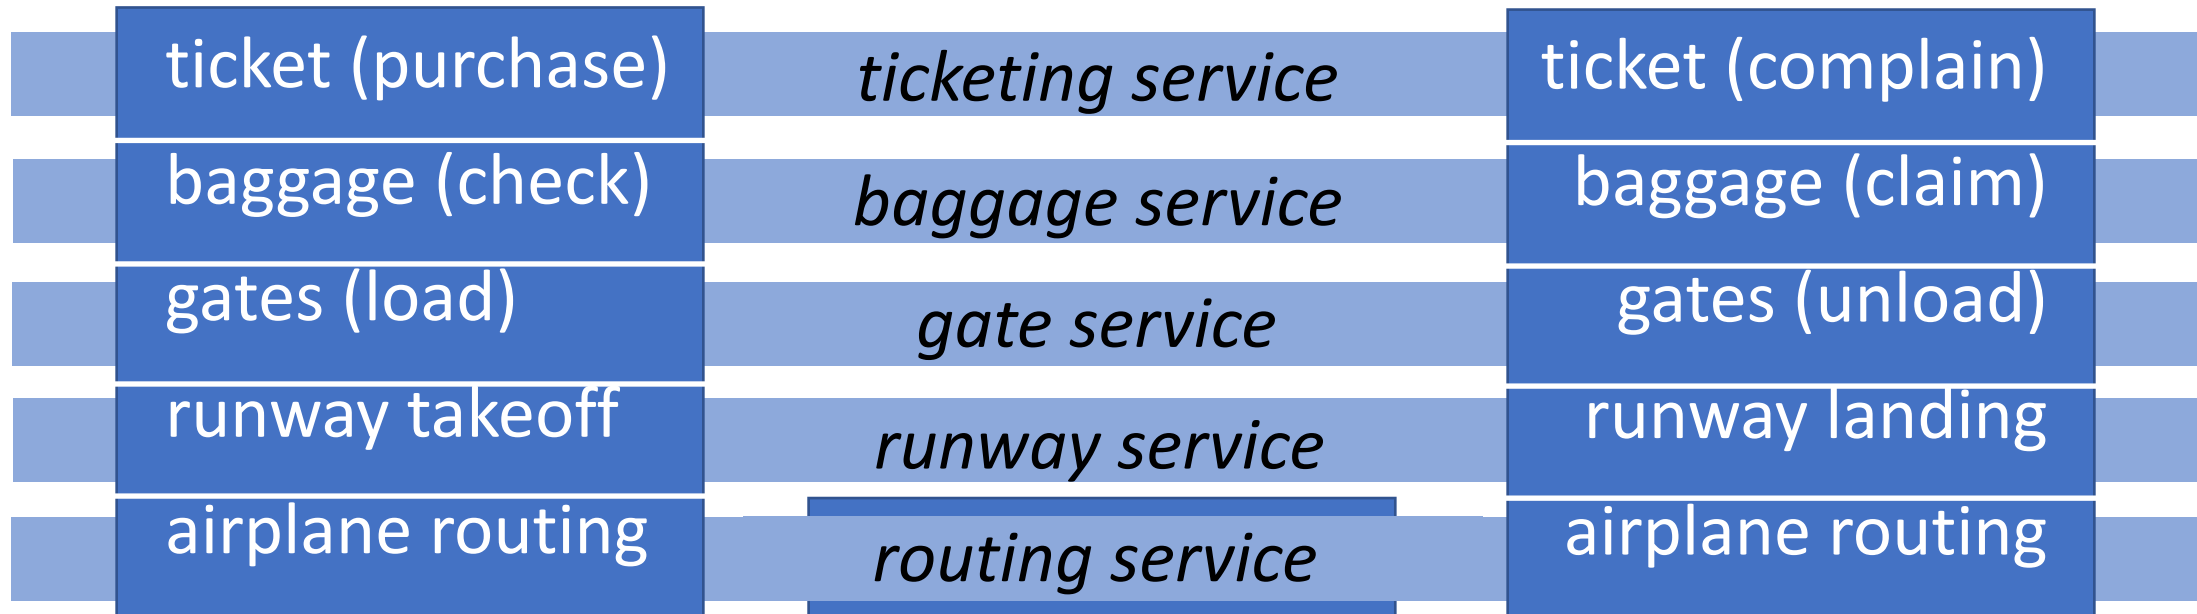 ticket (purchase) ticketing service ticket (complain)
baggage (check) baggage service baggage (claim)
gates (load) gate service gates (unload)
runway takeoff runway service runway landing
airplane routing routing service airplane routing